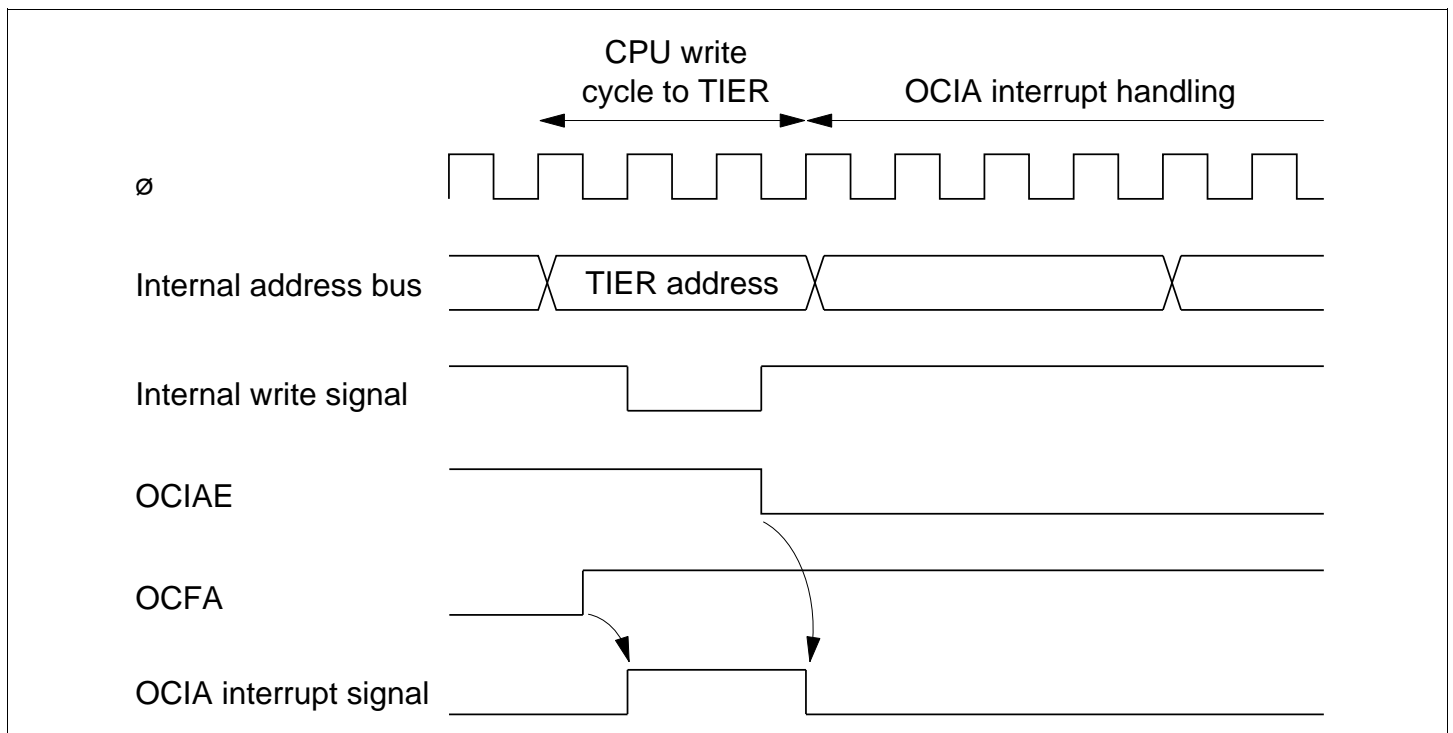 CPU write
cycle to TIER
OCIA interrupt handling
ø
Internal address bus
TIER address
Internal write signal
OCIAE
OCFA
OCIA interrupt signal